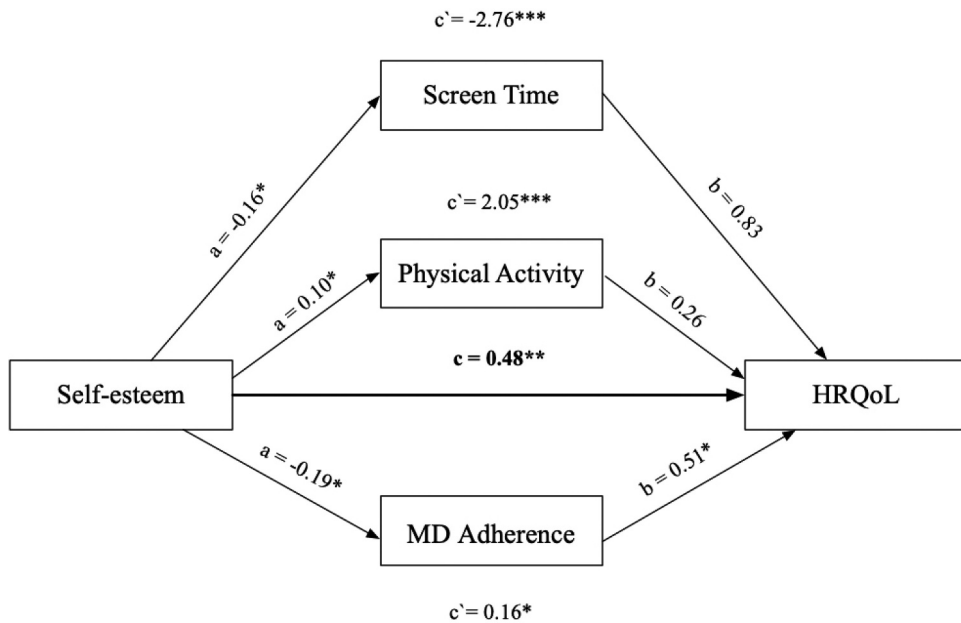 c`= -2.76***
Screen Time
a = -0.16*
b = 0.83
c`= 2.05***
Physical Activity
a = 0.10*
b = 0.26
c = 0.48**
Self-esteem
HRQoL
a = -0.19*
b = 0.51*
MD Adherence
c`= 0.16*